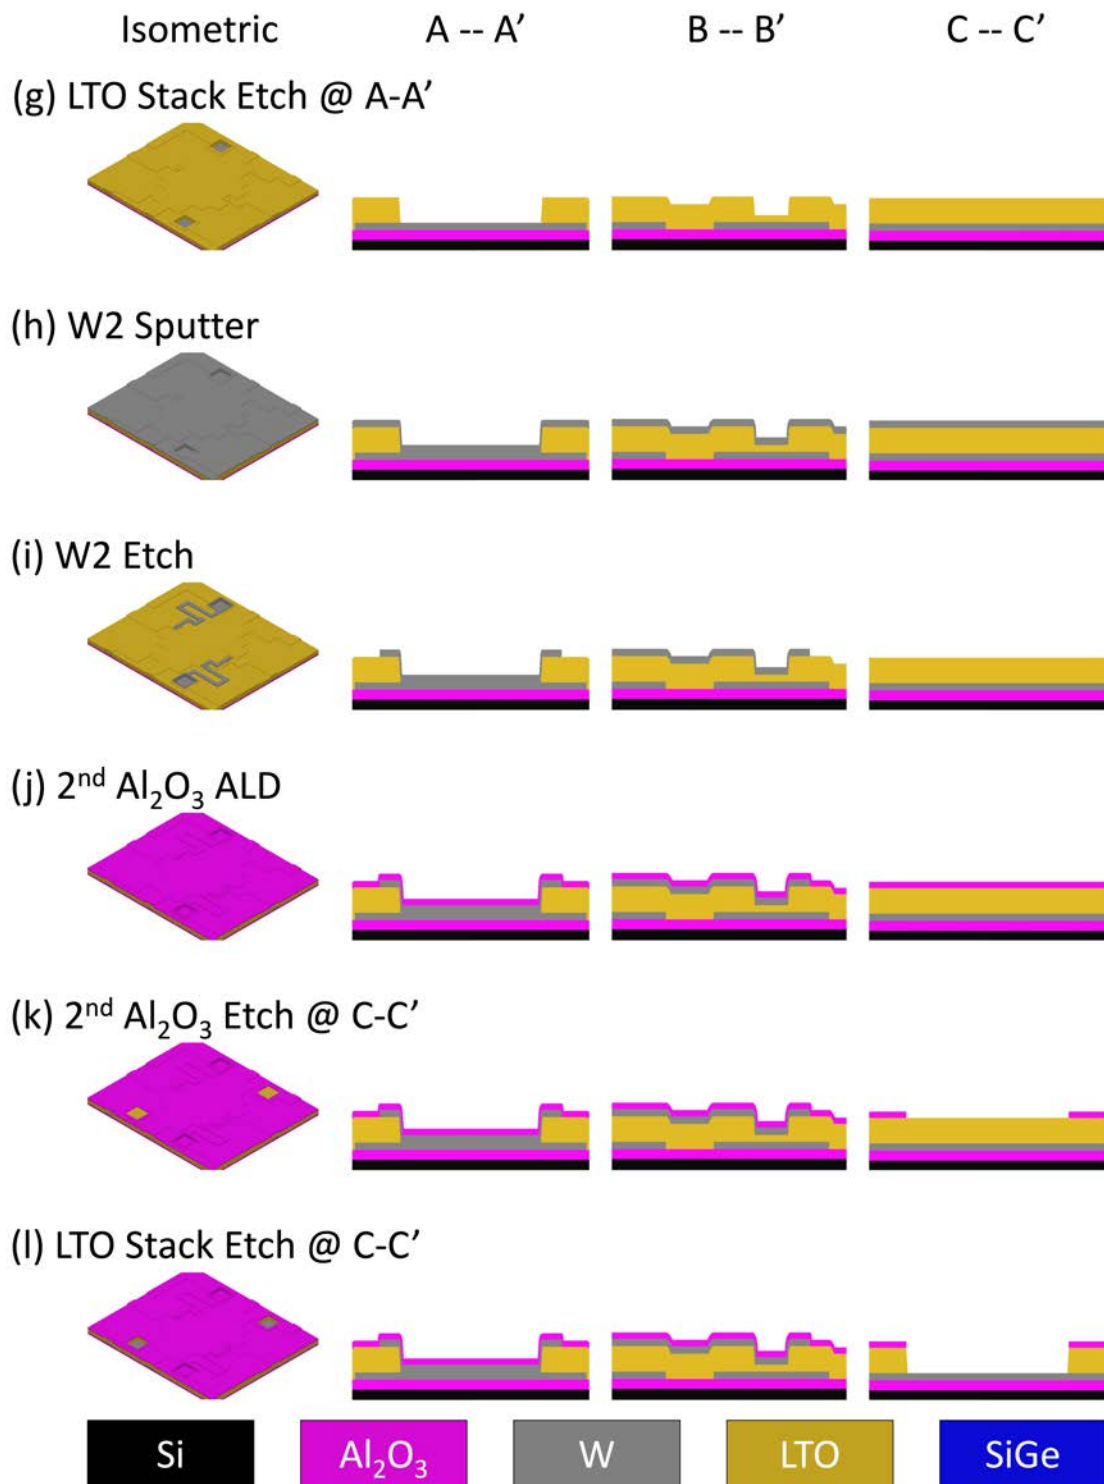 Isometric A -- A’ B -- B’ C -- C’
(g) LTO Stack Etch @ A-A’
(h) W2 Sputter
(i) W2 Etch
(j) 2nd Al2O3 ALD
(k) 2nd Al2O3 Etch @ C-C’
(l) LTO Stack Etch @ C-C’
Si Al2O3 W LTO SiGe